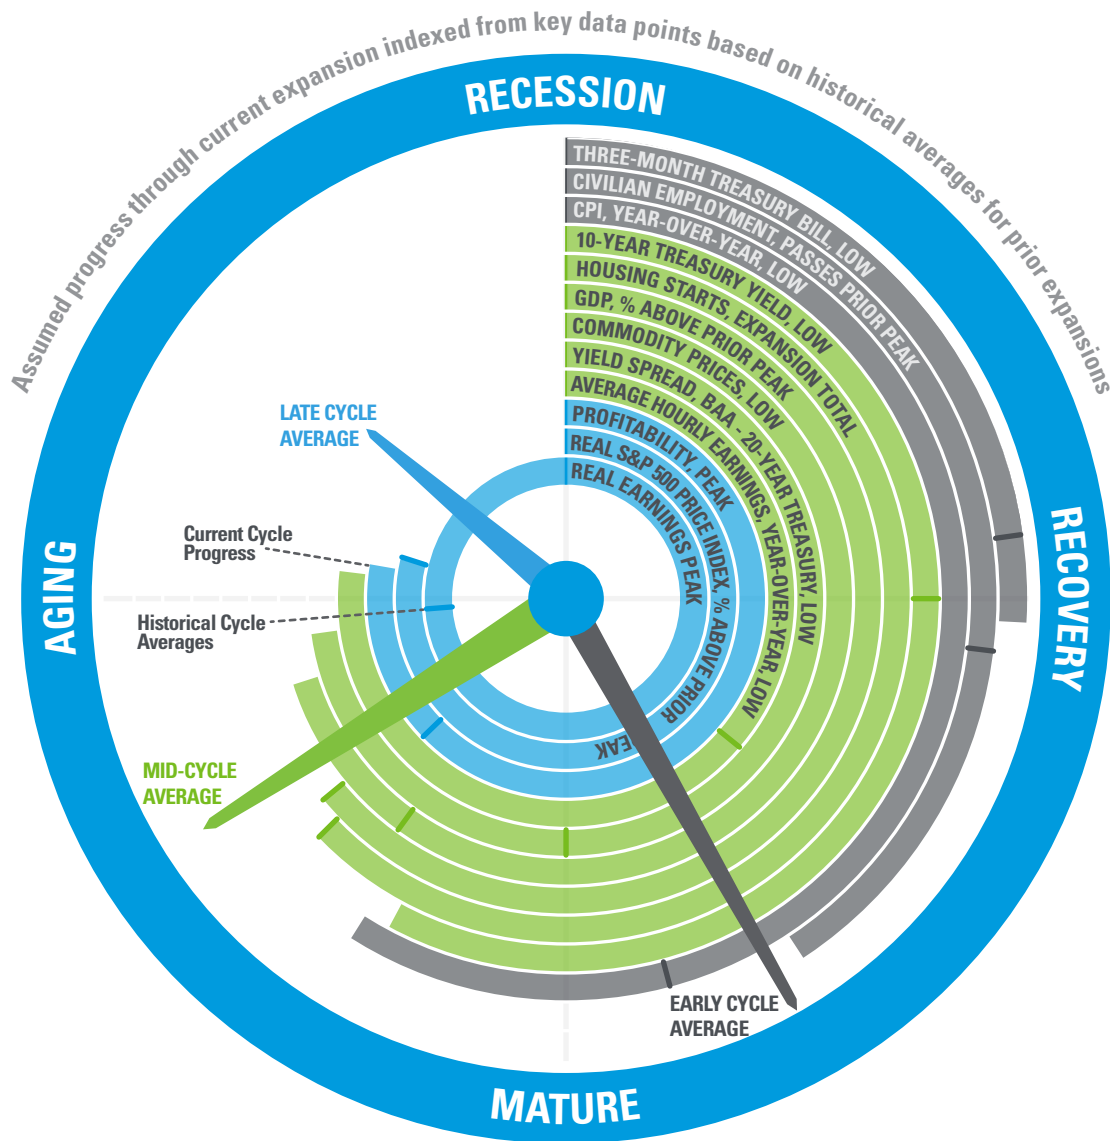 Assumed progress through current expansion indexed from key data points based on historical averages for prior expansions
RECESSION
THREE-MONTH TREASURY BILL, LOW
CIVILIAN EMPLOYMENT, PASSES PRIOR PEAK
CPI, YEAR-OVER-YEAR, LOW
10-YEAR TREASURY YIELD, LOW
HOUSING STARTS, EXPANSION TOTAL
GDP, % ABOVE PRIOR PEAK
COMMODITY PRICES, LOW
YIELD SPREAD, BAA - 20-YEAR TREASURY, LOW
AVERAGE HOURLY EARNINGS, YEAR-OVER-YEAR, LOW
PROFITABILITY, PEAK
REAL S&P 500 PRICE INDEX, % ABOVE PRIOR PEAK
REAL EARNINGS PEAK
LATE CYCLE
AVERAGE
Current Cycle
Progress
AGING
Historical Cycle
Averages
RECOVERY
MID-CYCLE
AVERAGE
EARLY CYCLE
AVERAGE
MATURE